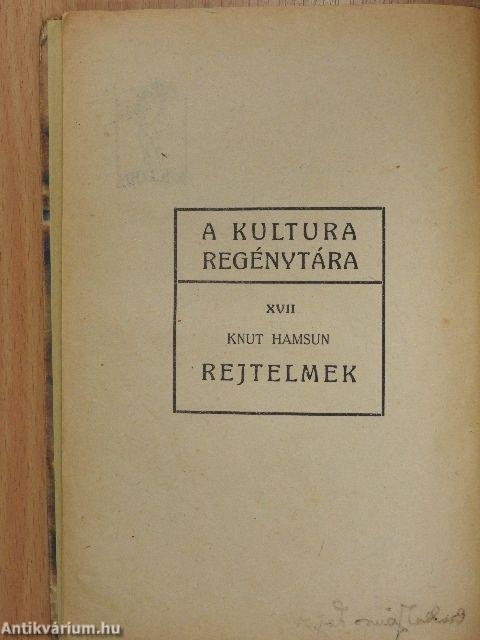 A KULTURA
REGÉNYTÁRA
XVII
KNUT HAMSUN
REJTELMEK
Antikvárium.hu